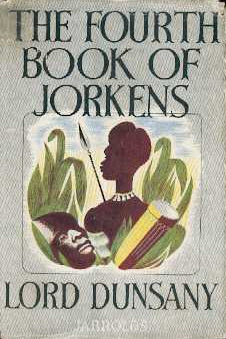 THE FOURTH
BOOK OF
JORKENS
LORD DUNSANY
JARROLDS